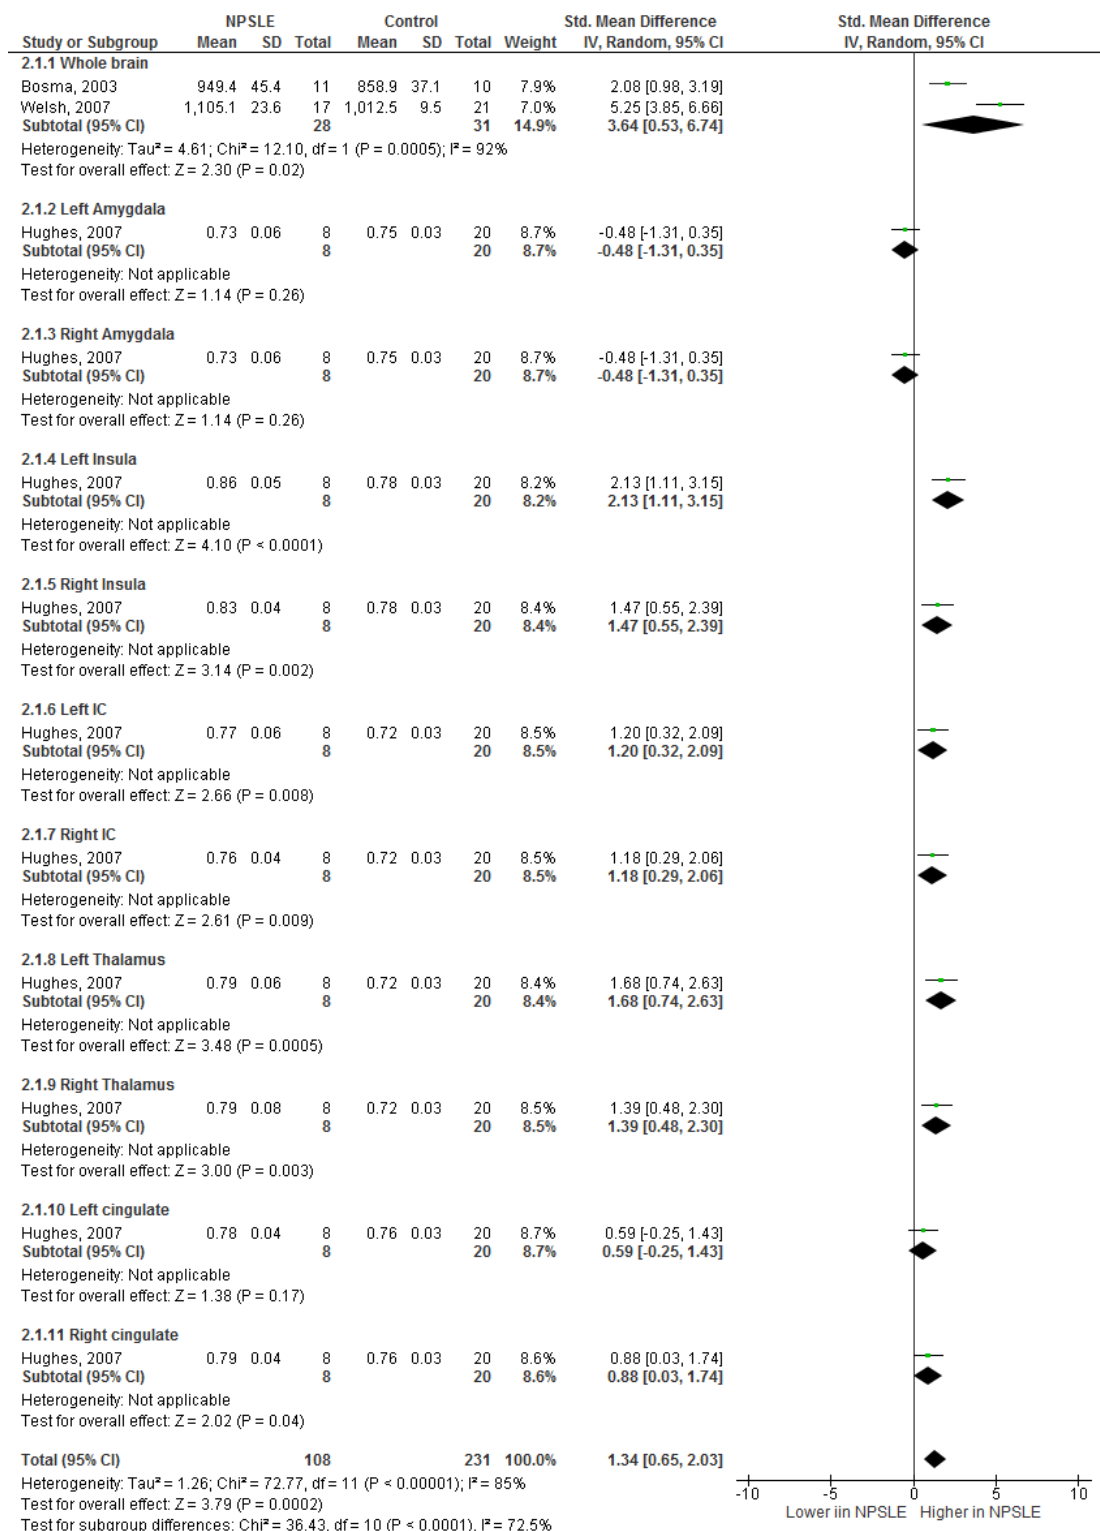 NPSLE Control Std. Mean Difference Std. Mean Difference
Study or Subgroup Mean SD Total Mean SD Total Weight IV, Random, 95% CI IV, Random, 95% CI
2.1.1 Whole brain
Bosma, 2003 949.4 45.4 11 858.9 37.1 10 7.9% 2.08 [0.98, 3.19]
Welsh, 2007 1,105.1 23.6 17 1,012.5 9.5 21 7.0% 5.25 [3.85, 6.66]
Subtotal (95% CI) 28 31 14.9% 3.64 [0.53, 6.74]
Heterogeneity: Tau² = 4.61; Chi² = 12.10, df = 1 (P = 0.0005); I² = 92%
Test for overall effect: Z = 2.30 (P = 0.02)
2.1.2 Left Amygdala
Hughes, 2007 0.73 0.06 8 0.75 0.03 20 8.7% -0.48 [-1.31, 0.35]
Subtotal (95% CI) 8 20 8.7% -0.48 [-1.31, 0.35]
Heterogeneity: Not applicable
Test for overall effect: Z = 1.14 (P = 0.26)
2.1.3 Right Amygdala
Hughes, 2007 0.73 0.06 8 0.75 0.03 20 8.7% -0.48 [-1.31, 0.35]
Subtotal (95% CI) 8 20 8.7% -0.48 [-1.31, 0.35]
Heterogeneity: Not applicable
Test for overall effect: Z = 1.14 (P = 0.26)
2.1.4 Left Insula
Hughes, 2007 0.86 0.05 8 0.78 0.03 20 8.2% 2.13 [1.11, 3.15]
Subtotal (95% CI) 8 20 8.2% 2.13 [1.11, 3.15]
Heterogeneity: Not applicable
Test for overall effect: Z = 4.10 (P < 0.0001)
2.1.5 Right Insula
Hughes, 2007 0.83 0.04 8 0.78 0.03 20 8.4% 1.47 [0.55, 2.39]
Subtotal (95% CI) 8 20 8.4% 1.47 [0.55, 2.39]
Heterogeneity: Not applicable
Test for overall effect: Z = 3.14 (P = 0.002)
2.1.6 Left IC
Hughes, 2007 0.77 0.06 8 0.72 0.03 20 8.5% 1.20 [0.32, 2.09]
Subtotal (95% CI) 8 20 8.5% 1.20 [0.32, 2.09]
Heterogeneity: Not applicable
Test for overall effect: Z = 2.66 (P = 0.008)
2.1.7 Right IC
Hughes, 2007 0.76 0.04 8 0.72 0.03 20 8.5% 1.18 [0.29, 2.06]
Subtotal (95% CI) 8 20 8.5% 1.18 [0.29, 2.06]
Heterogeneity: Not applicable
Test for overall effect: Z = 2.61 (P = 0.009)
2.1.8 Left Thalamus
Hughes, 2007 0.79 0.06 8 0.72 0.03 20 8.4% 1.68 [0.74, 2.63]
Subtotal (95% CI) 8 20 8.4% 1.68 [0.74, 2.63]
Heterogeneity: Not applicable
Test for overall effect: Z = 3.48 (P = 0.0005)
2.1.9 Right Thalamus
Hughes, 2007 0.79 0.08 8 0.72 0.03 20 8.5% 1.39 [0.48, 2.30]
Subtotal (95% CI) 8 20 8.5% 1.39 [0.48, 2.30]
Heterogeneity: Not applicable
Test for overall effect: Z = 3.00 (P = 0.003)
2.1.10 Left cingulate
Hughes, 2007 0.78 0.04 8 0.76 0.03 20 8.7% 0.59 [-0.25, 1.43]
Subtotal (95% CI) 8 20 8.7% 0.59 [-0.25, 1.43]
Heterogeneity: Not applicable
Test for overall effect: Z = 1.38 (P = 0.17)
2.1.11 Right cingulate
Hughes, 2007 0.79 0.04 8 0.76 0.03 20 8.6% 0.88 [0.03, 1.74]
Subtotal (95% CI) 8 20 8.6% 0.88 [0.03, 1.74]
Heterogeneity: Not applicable
Test for overall effect: Z = 2.02 (P = 0.04)
Total (95% CI) 108 231 100.0% 1.34 [0.65, 2.03]
Heterogeneity: Tau² = 1.26; Chi² = 72.77, df = 11 (P < 0.00001); I² = 85%
Test for overall effect: Z = 3.79 (P = 0.0002)
Test for subgroup differences: Chi² = 36.43, df = 10 (P < 0.0001), I² = 72.5%
-10 -5 0 5 10
Lower iin NPSLE Higher in NPSLE